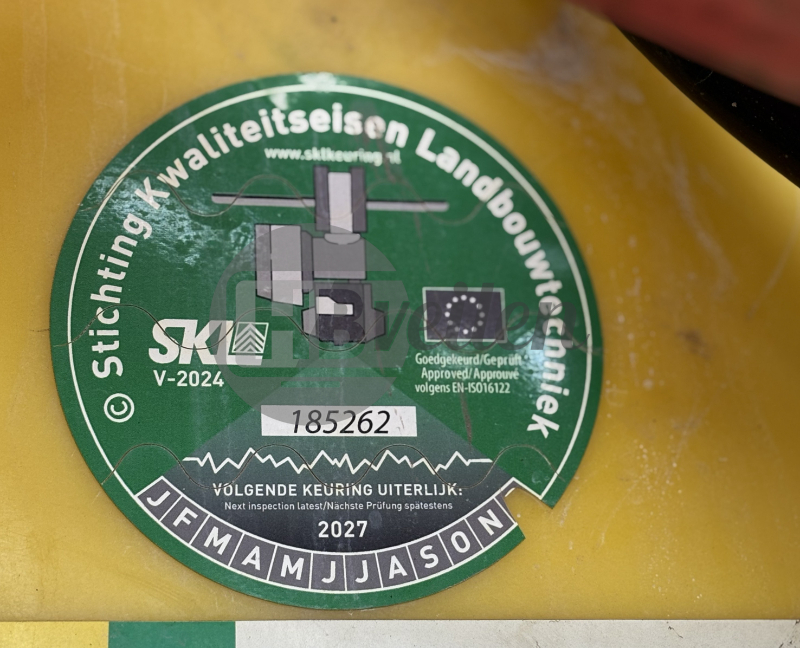 © Stichting Kwaliteitseisen Landbouwtechniek
www.sklkeuring.nl
SKL
V-2024
Goedgekeurd/Geprüft
Approved/Approuvé
volgens EN-ISO16122
185262
VOLGENDE KEURING UITERLIJK:
Next inspection latest/Nächste Prüfung spätestens
2027
J F M A M J J A S O N